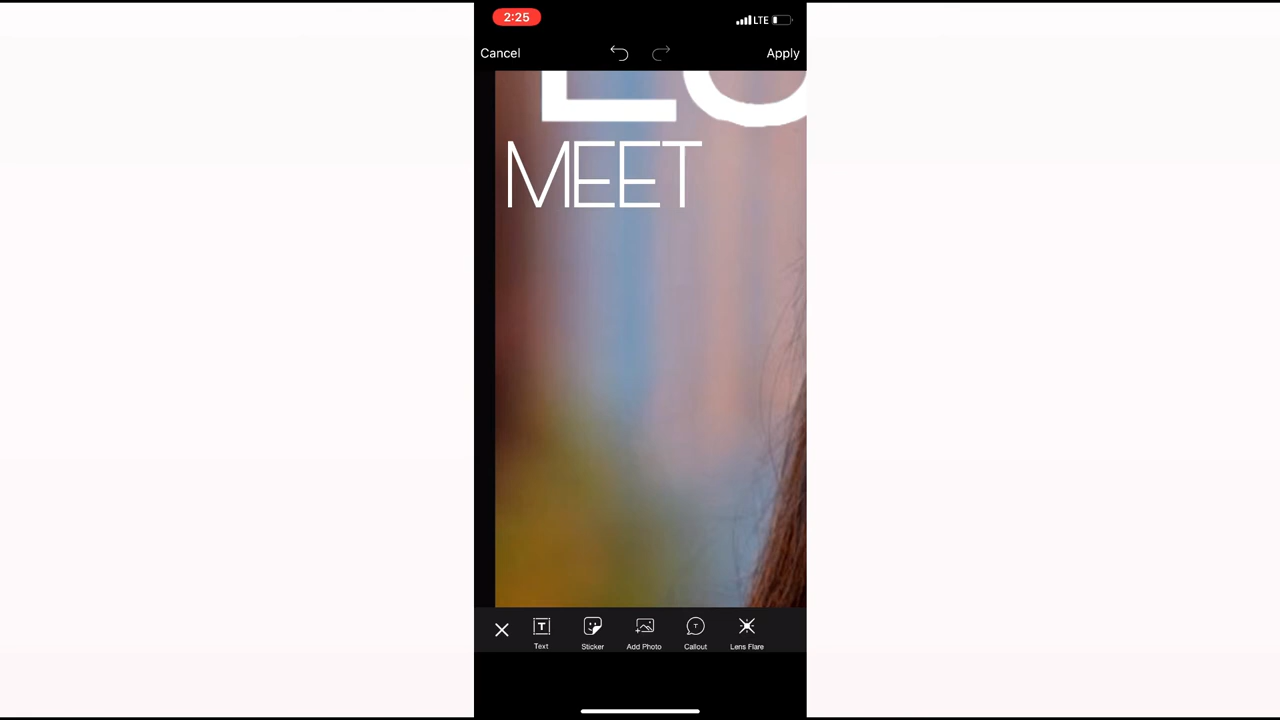 2:25
LTE
Cancel
Apply
MEET
Text
Sticker
Add Photo
Callout
Lens Flare